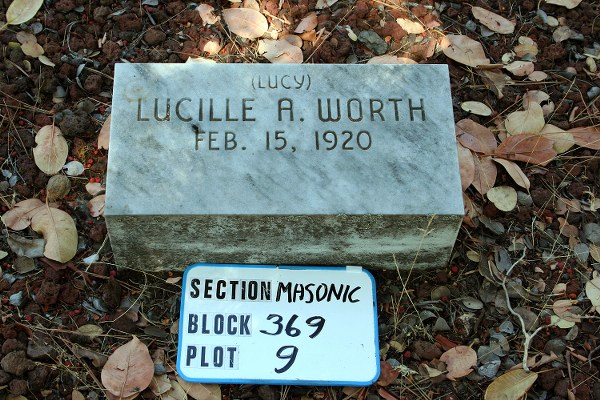 (LUCY)
LUCILLE A. WORTH
FEB. 15, 1920
SECTION MASONIC
BLOCK 369
PLOT 9